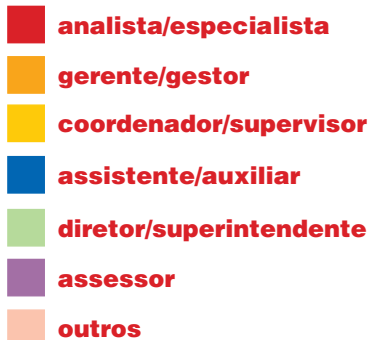 analista/especialista
gerente/gestor
coordenador/supervisor
assistente/auxiliar
diretor/superintendente
assessor
outros